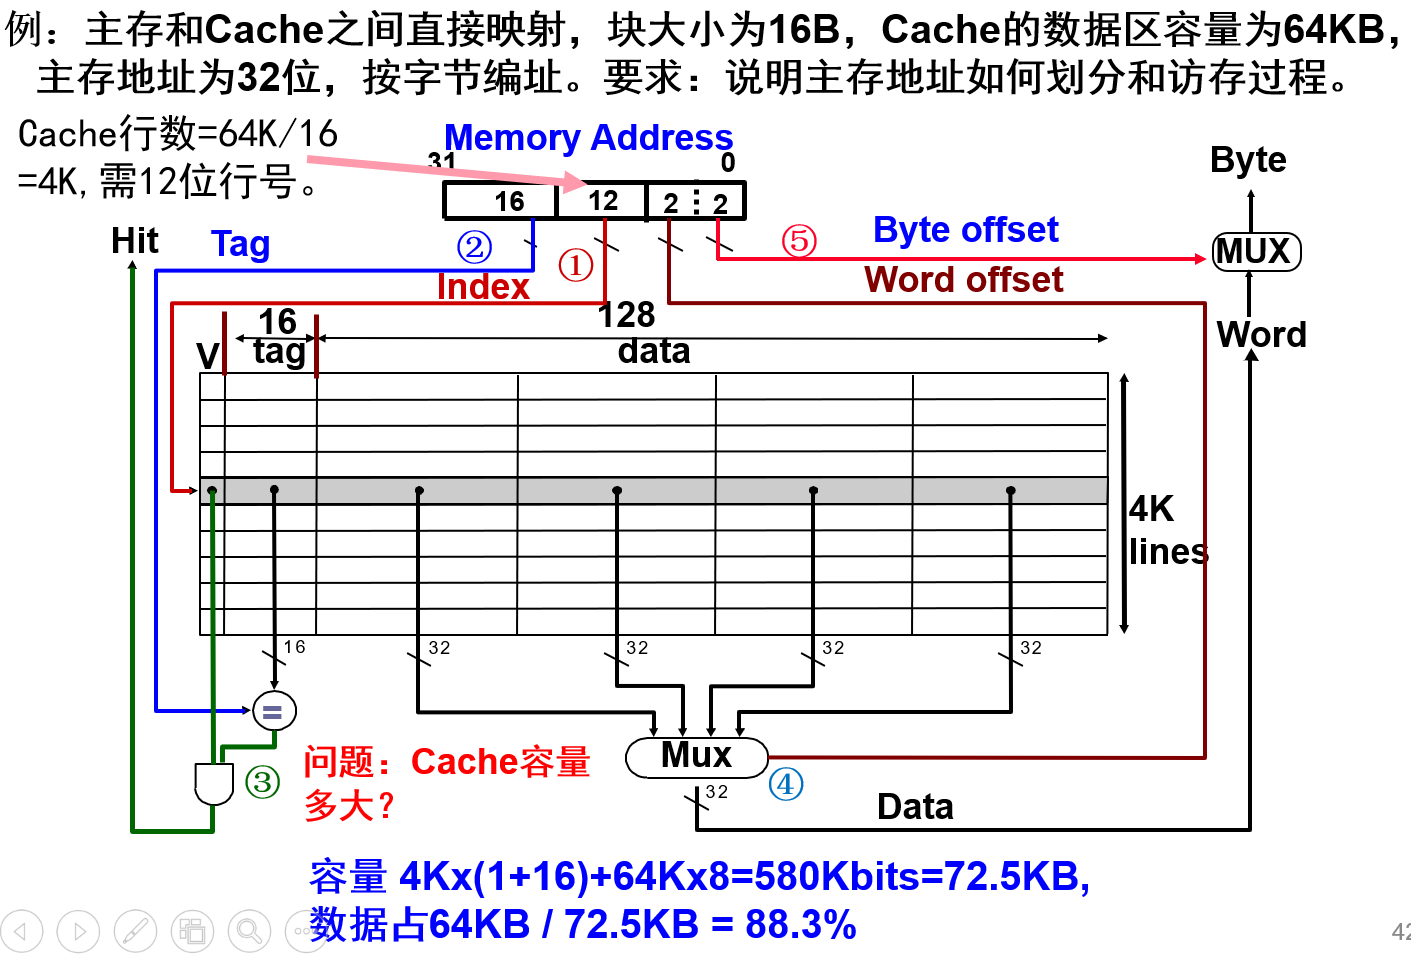 例：主存和Cache之间直接映射，块大小为16B，Cache的数据区容量为64KB，
主存地址为32位，按字节编址。要求：说明主存地址如何划分和访存过程。
Cache行数=64K/16
=4K,需12位行号。
Memory Address
31
0
16
12
2
2
Byte
MUX
Word
Hit
Tag
②
①
Index
⑤
Byte offset
Word offset
V
16
tag
128
data
4K
lines
16
32
32
32
32
=
③
问题：Cache容量
多大？
Mux
④
32
Data
容量 4Kx(1+16)+64Kx8=580Kbits=72.5KB,
数据占64KB / 72.5KB = 88.3%
42